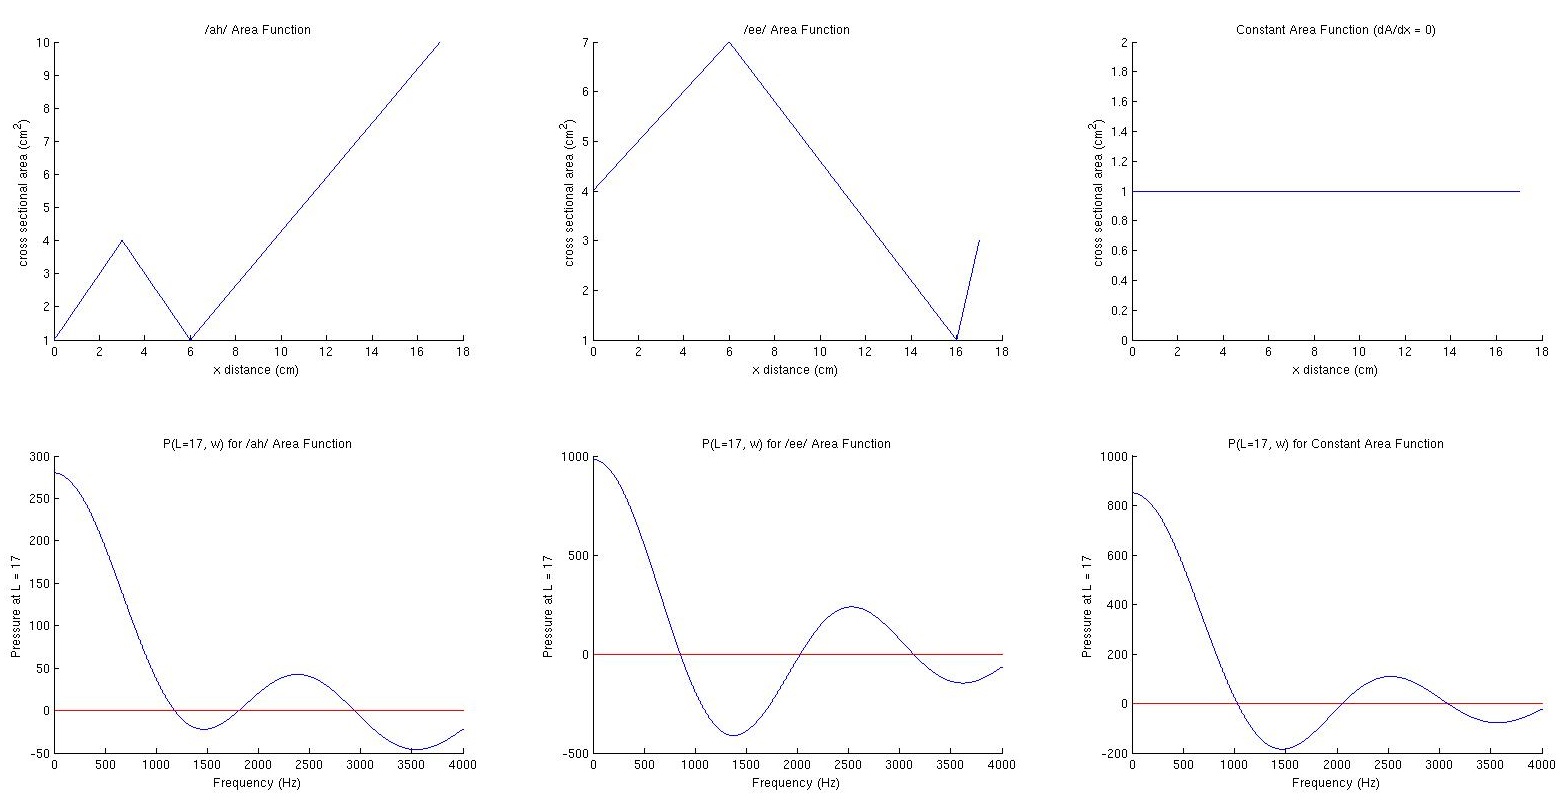 /ah/ Area Function
10
9
8
7
6
5
4
3
2
1
cross sectional area (cm²)
0 2 4 6 8 10 12 14 16 18
x distance (cm)
/ee/ Area Function
7
6
5
4
3
2
1
cross sectional area (cm²)
0 2 4 6 8 10 12 14 16 18
x distance (cm)
Constant Area Function (dA/dx = 0)
2
1.8
1.6
1.4
1.2
1
0.8
0.6
0.4
0.2
0
cross sectional area (cm²)
0 2 4 6 8 10 12 14 16 18
x distance (cm)
P(L=17, w) for /ah/ Area Function
300
250
200
150
100
50
0
-50
Pressure at L = 17
0 500 1000 1500 2000 2500 3000 3500 4000
Frequency (Hz)
P(L=17, w) for /ee/ Area Function
1000
500
0
-500
Pressure at L = 17
0 500 1000 1500 2000 2500 3000 3500 4000
Frequency (Hz)
P(L=17, w) for Constant Area Function
1000
800
600
400
200
0
-200
Pressure at L = 17
0 500 1000 1500 2000 2500 3000 3500 4000
Frequency (Hz)